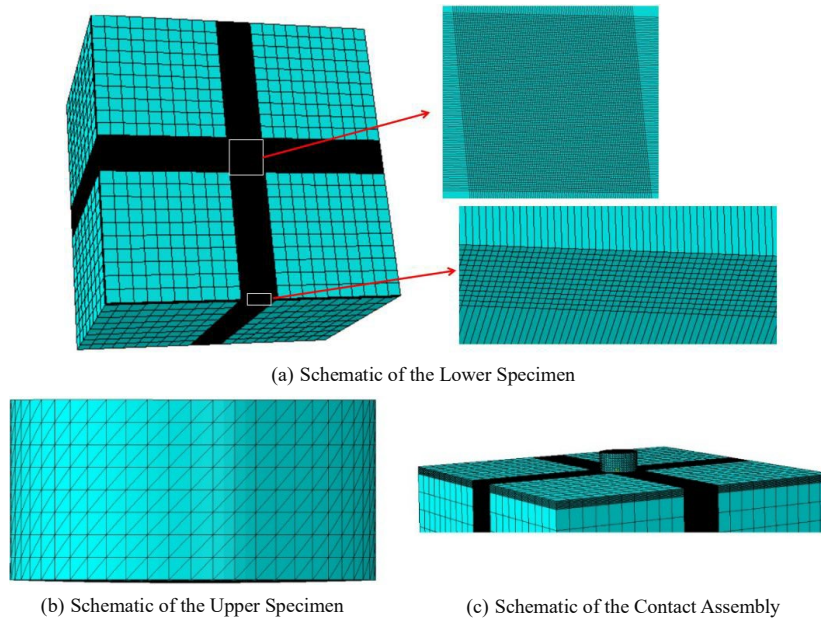 (a) Schematic of the Lower Specimen
(b) Schematic of the Upper Specimen
(c) Schematic of the Contact Assembly